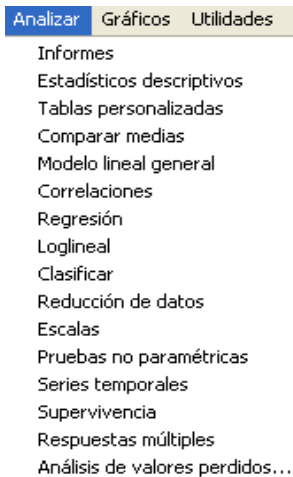 Analizar Gráficos Utilidades
Informes
Estadísticos descriptivos
Tablas personalizadas
Comparar medias
Modelo lineal general
Correlaciones
Regresión
Loglineal
Clasificar
Reducción de datos
Escalas
Pruebas no paramétricas
Series temporales
Supervivencia
Respuestas múltiples
Análisis de valores perdidos...